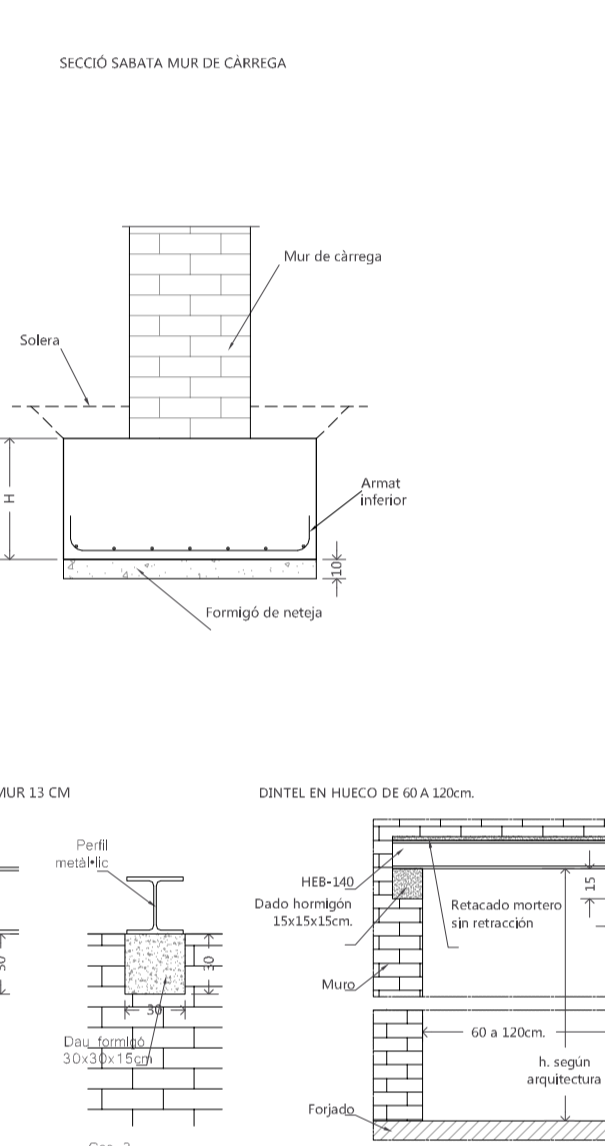 SECCIÓ SABATA MUR DE CÀRREGA
Mur de càrrega
Solera
Armat
inferior
H
10
Formigó de neteja
MUR 13 CM
DINTEL EN HUECO DE 60 A 120cm.
Perfil
metàl•lic
HEB-140
Dado hormigón
15x15x15cm.
Retacado mortero
sin retracción
15
30
30
Muro
Dau formigó
30x30x15cm
60 a 120cm.
h. según
arquitectura
Forjado